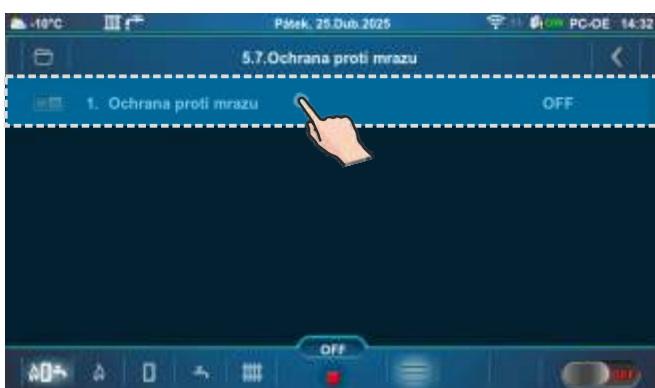 -10°C Pátek, 25.Dub.2025 PC-OE 14:32
5.7.Ochrana proti mrazu
1. Ochrana proti mrazu OFF
OFF
OFF